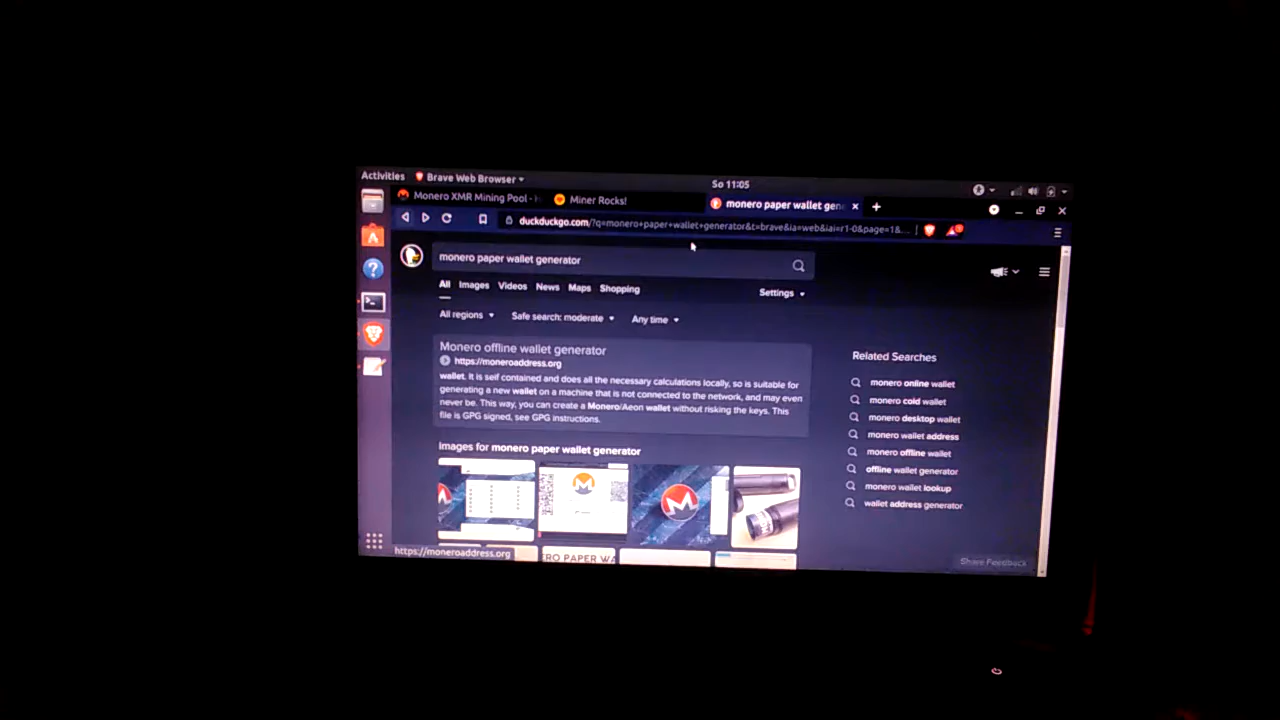 Activities
Brave Web Browser
So 11:05
Monero XMR Mining Pool -
Miner Rocks!
monero paper wallet gen
duckduckgo.com/?q=monero+paper+wallet+generator&t=brave&ia=web&iai=r1-0&page=1&...
monero paper wallet generator
All Images Videos News Maps Shopping
Settings
All regions
Safe search: moderate
Any time
Monero offline wallet generator
https://moneroaddress.org
wallet. It is self contained and does all the necessary calculations locally, so is suitable for
generating a new wallet on a machine that is not connected to the network, and may even
never be. This way, you can create a Monero/Aeon wallet without risking the keys. This
file is GPG signed, see GPG instructions.
Images for monero paper wallet generator
Related Searches
monero online wallet
monero cold wallet
monero desktop wallet
monero wallet address
monero offline wallet
offline wallet generator
monero wallet lookup
wallet address generator
https://moneroaddress.org
ERO PAPER WA
Share Feedback